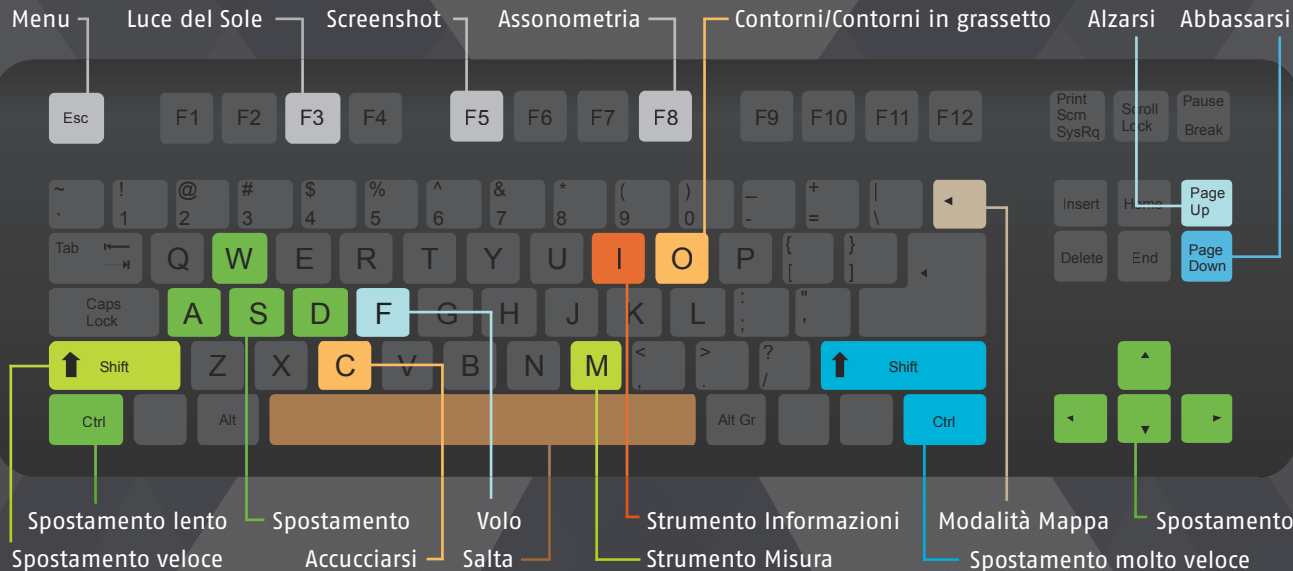 Menu Luce del Sole Screenshot Assonometria Contorni/Contorni in grassetto Alzarsi Abbassarsi
Esc F1 F2 F3 F4 F5 F6 F7 F8 F9 F10 F11 F12 Print Scrn SysRq Scroll Lock Pause Break
~ ` ! 1 @ 2 # 3 $ 4 % 5 ^ 6 & 7 * 8 ( 9 ) 0 _ - + = | \ Insert Home Page Up
Tab Q W E R T Y U I O P { [ } ] Delete End Page Down
Caps Lock A S D F G H J K L : ; " '
Shift Z X C V B N M < , > . ? / Shift
Ctrl Alt Alt Gr Ctrl
Spostamento lento Spostamento Volo Strumento Informazioni Modalità Mappa Spostamento
Spostamento veloce Accucciarsi Salta Strumento Misura Spostamento molto veloce